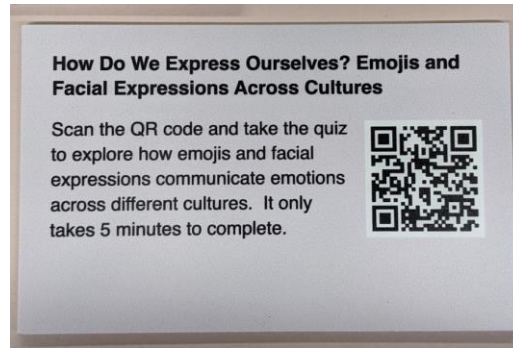 How Do We Express Ourselves? Emojis and
Facial Expressions Across Cultures
Scan the QR code and take the quiz
to explore how emojis and facial
expressions communicate emotions
across different cultures. It only
takes 5 minutes to complete.